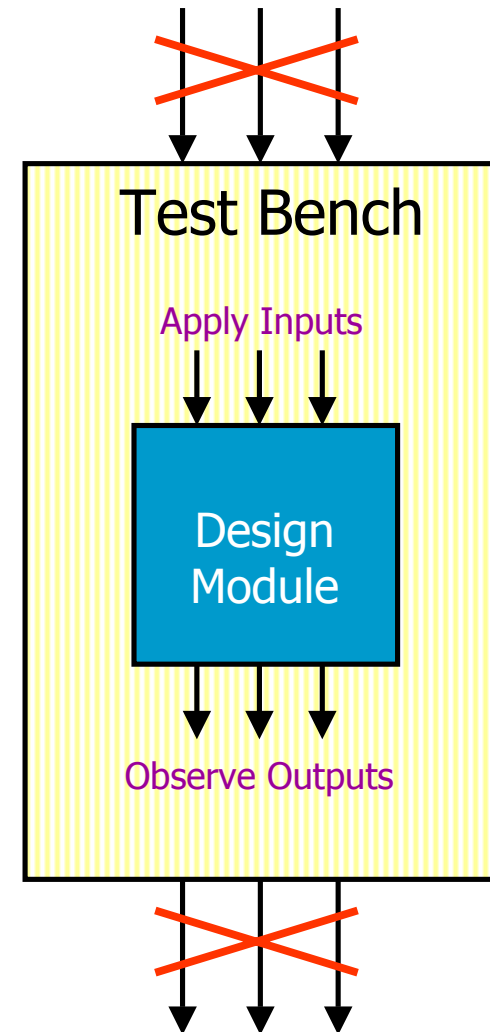 Test Bench
Apply Inputs
Design
Module
Observe Outputs